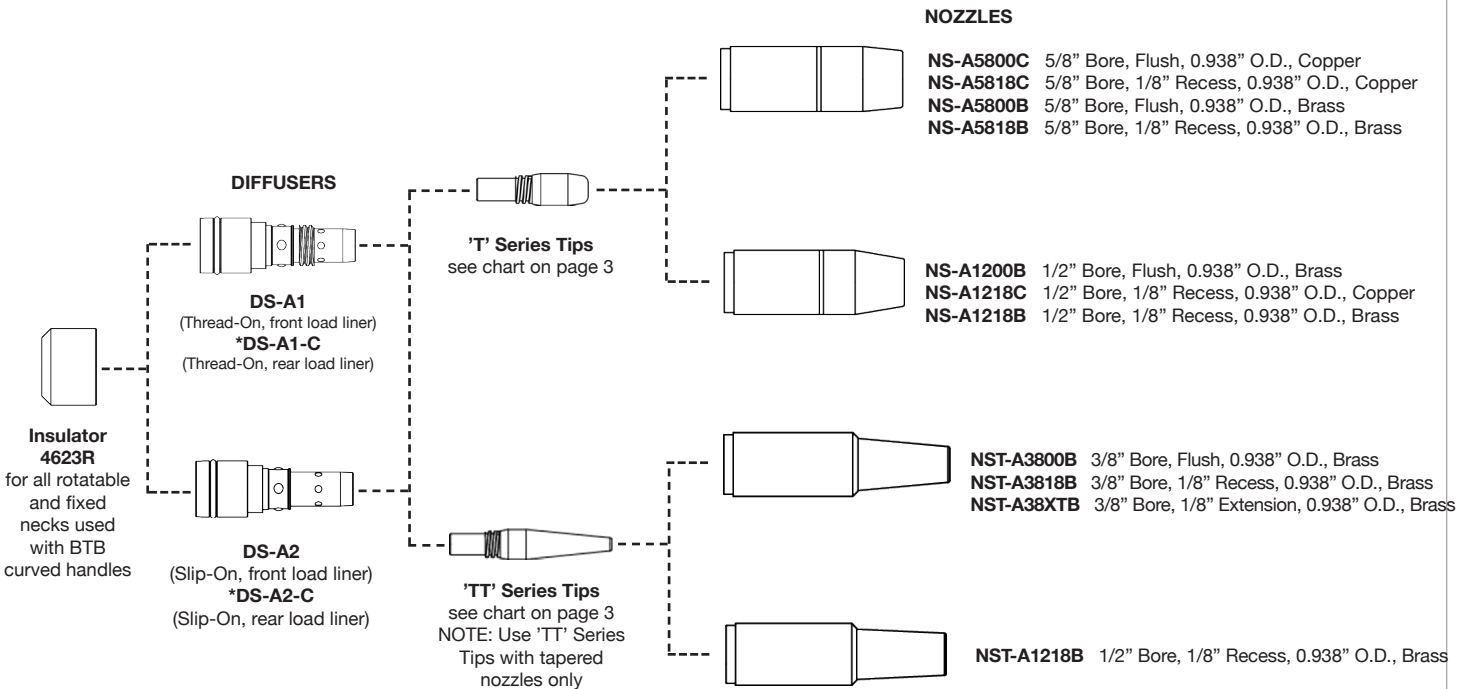 NOZZLES
NS-A5800C 5/8” Bore, Flush, 0.938” O.D., Copper
NS-A5818C 5/8” Bore, 1/8” Recess, 0.938” O.D., Copper
NS-A5800B 5/8” Bore, Flush, 0.938” O.D., Brass
NS-A5818B 5/8” Bore, 1/8” Recess, 0.938” O.D., Brass
DIFFUSERS
’T’ Series Tips
see chart on page 3
NS-A1200B 1/2” Bore, Flush, 0.938” O.D., Brass
NS-A1218C 1/2” Bore, 1/8” Recess, 0.938” O.D., Copper
NS-A1218B 1/2” Bore, 1/8” Recess, 0.938” O.D., Brass
DS-A1
(Thread-On, front load liner)
*DS-A1-C
(Thread-On, rear load liner)
Insulator
4623R
for all rotatable
and fixed
necks used
with BTB
curved handles
NST-A3800B 3/8” Bore, Flush, 0.938” O.D., Brass
NST-A3818B 3/8” Bore, 1/8” Recess, 0.938” O.D., Brass
NST-A38XTB 3/8” Bore, 1/8” Extension, 0.938” O.D., Brass
DS-A2
(Slip-On, front load liner)
*DS-A2-C
(Slip-On, rear load liner)
’TT’ Series Tips
see chart on page 3
NOTE: Use ’TT’ Series
Tips with tapered
nozzles only
NST-A1218B 1/2” Bore, 1/8” Recess, 0.938” O.D., Brass